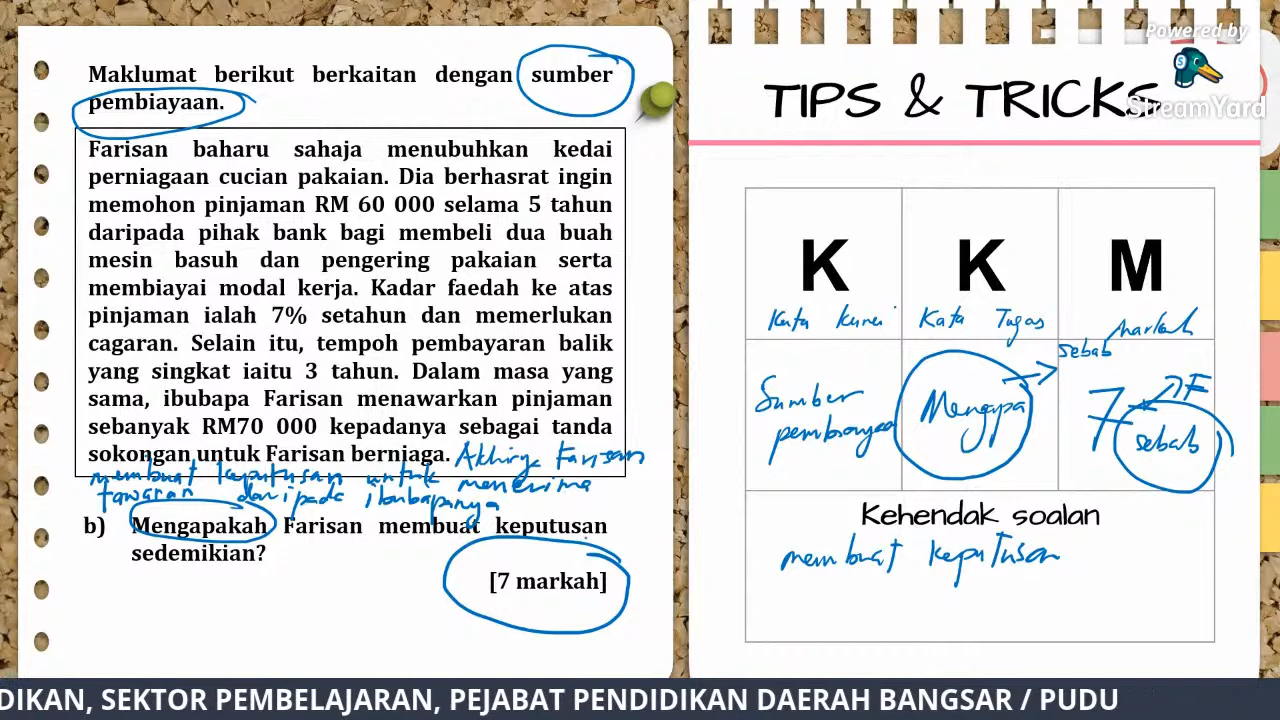 Maklumat berikut berkaitan dengan sumber
pembiayaan.
Farisan baharu sahaja menubuhkan kedai
perniagaan cucian pakaian. Dia berhasrat ingin
memohon pinjaman RM 60 000 selama 5 tahun
daripada pihak bank bagi membeli dua buah
mesin basuh dan pengering pakaian serta
membiayai modal kerja. Kadar faedah ke atas
pinjaman ialah 7% setahun dan memerlukan
cagaran. Selain itu, tempoh pembayaran balik
yang singkat iaitu 3 tahun. Dalam masa yang
sama, ibubapa Farisan menawarkan pinjaman
sebanyak RM70 000 kepadanya sebagai tanda
sokongan untuk Farisan berniaga. Akhirnya Farisan
membuat keputusan untuk menerima
tawaran daripada ibubapanya
b) Mengapakah Farisan membuat keputusan
sedemikian?
[7 markah]
Powered by
StreamYard
TIPS & TRICKS
K K M
Kata Kunci Kata Tugas markah
Sumber
pembiayaan
Mengapa
sebab
7 F
sebab
Kehendak soalan
membuat keputusan
DIKAN, SEKTOR PEMBELAJARAN, PEJABAT PENDIDIKAN DAERAH BANGSAR / PUDU